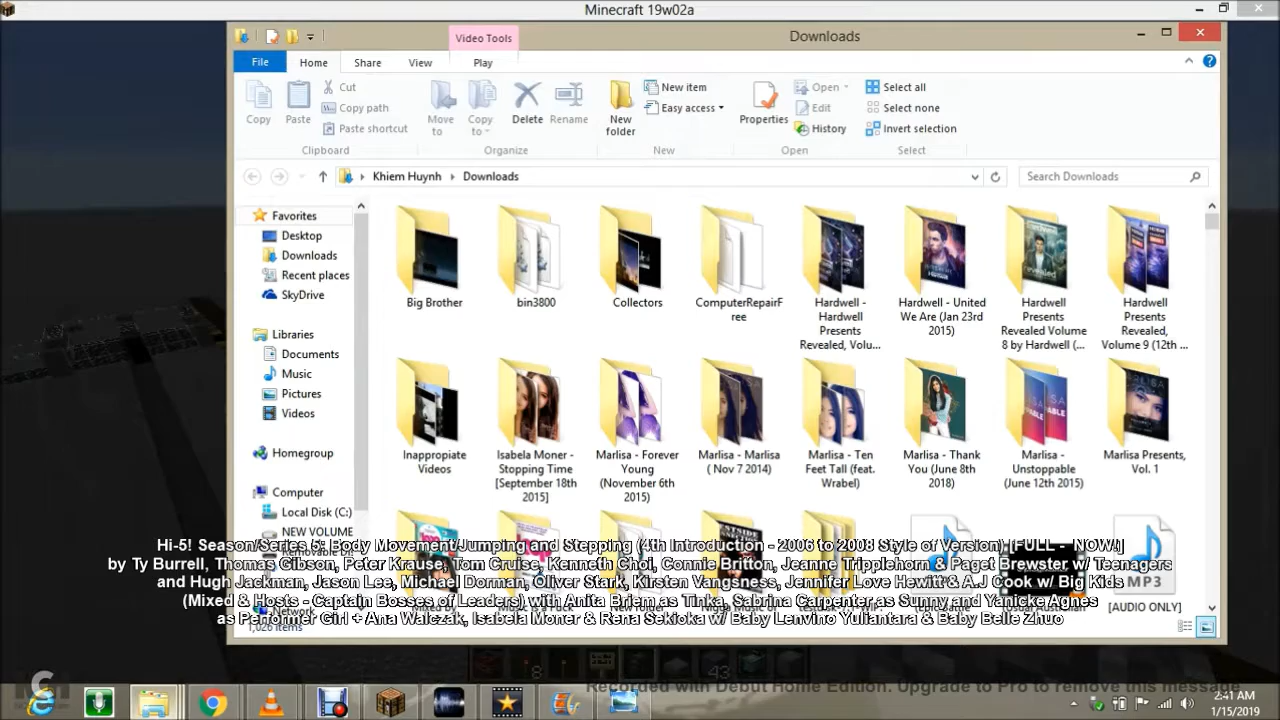 Minecraft 19w02a
Video Tools
Downloads
File
Home
Share
View
Play
Copy
Paste
Cut
Copy path
Paste shortcut
Clipboard
Move to
Copy to
Delete
Rename
Organize
New folder
New item
Easy access
New
Properties
Open
Edit
History
Open
Select all
Select none
Invert selection
Select
Khiem Huynh
Downloads
Search Downloads
Favorites
Desktop
Downloads
Recent places
SkyDrive
Libraries
Documents
Music
Pictures
Videos
Homegroup
Computer
Local Disk (C:)
NEW VOLUME
Network
Big Brother
bin3800
Collectors
ComputerRepairF
ree
Hardwell -
Hardwell
Presents
Revealed, Volu...
Hardwell - United
We Are (Jan 23rd
2015)
Hardwell
Presents
Revealed Volume
8 by Hardwell (...
Hardwell
Presents
Revealed,
Volume 9 (12th ...
Inappropiate
Videos
Isabela Moner -
Stopping Time
[September 18th
2015]
Marlisa - Forever
Young
(November 6th
2015)
Marlisa - Marlisa
( Nov 7 2014)
Marlisa - Ten
Feet Tall (feat.
Wrabel)
Marlisa - Thank
You (June 8th
2018)
Marlisa -
Unstoppable
(June 12th 2015)
Marlisa Presents,
Vol. 1
MP3
[AUDIO ONLY]
Hi-5! Season/Series 5: Body Movement/Jumping and Stepping (4th Introduction - 2006 to 2008 Style of Version) [FULL - NOW!]
by Ty Burrell, Thomas Gibson, Peter Krause, Tom Cruise, Kenneth Choi, Connie Britton, Jeanne Tripplehorn & Paget Brewster w/ Teenagers
and Hugh Jackman, Jason Lee, Michael Dorman, Oliver Stark, Kirsten Vangsness, Jennifer Love Hewitt & A.J Cook w/ Big Kids
(Mixed & Hosts - Captain Bosses of Leaders) with Anita Briem as Tinka, Sabrina Carpenter as Sunny and Yanicke Agnes
as Performer Girl + Ana Walczak, Isabela Moner & Rena Sekioka w/ Baby Lenvino Yuliantara & Baby Belle Zhuo
1,026 items
8
43
Recorded with Debut Home Edition. Upgrade to Pro to remove this message
2:41 AM
1/15/2019